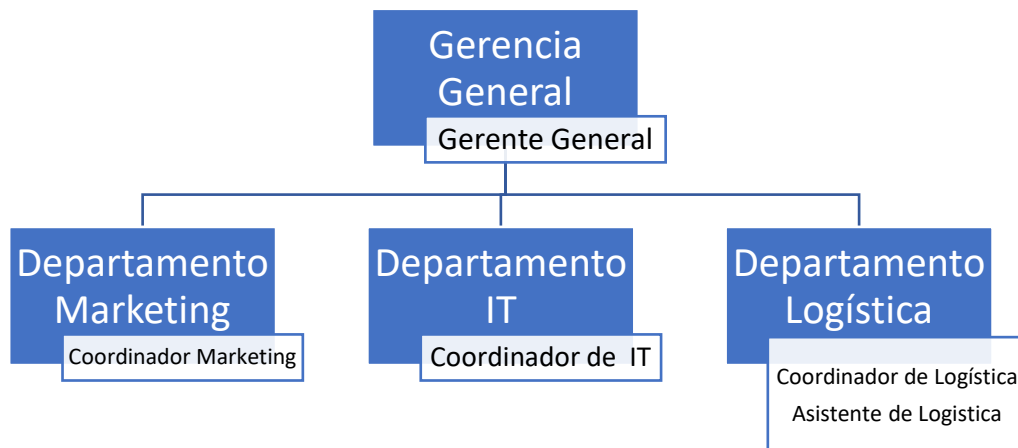 Gerencia
General
Gerente General
Departamento
Marketing
Coordinador Marketing
Departamento
IT
Coordinador de IT
Departamento
Logística
Coordinador de Logística
Asistente de Logistica